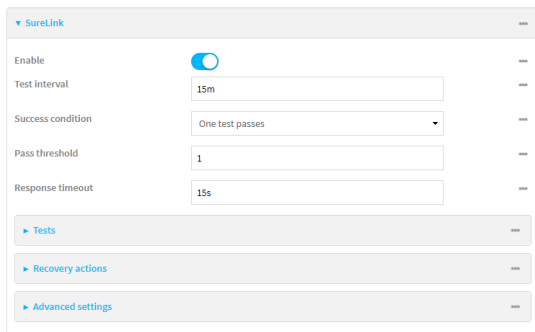 SureLink
Enable
Test interval
15m
Success condition
One test passes
Pass threshold
1
Response timeout
15s
Tests
Recovery actions
Advanced settings